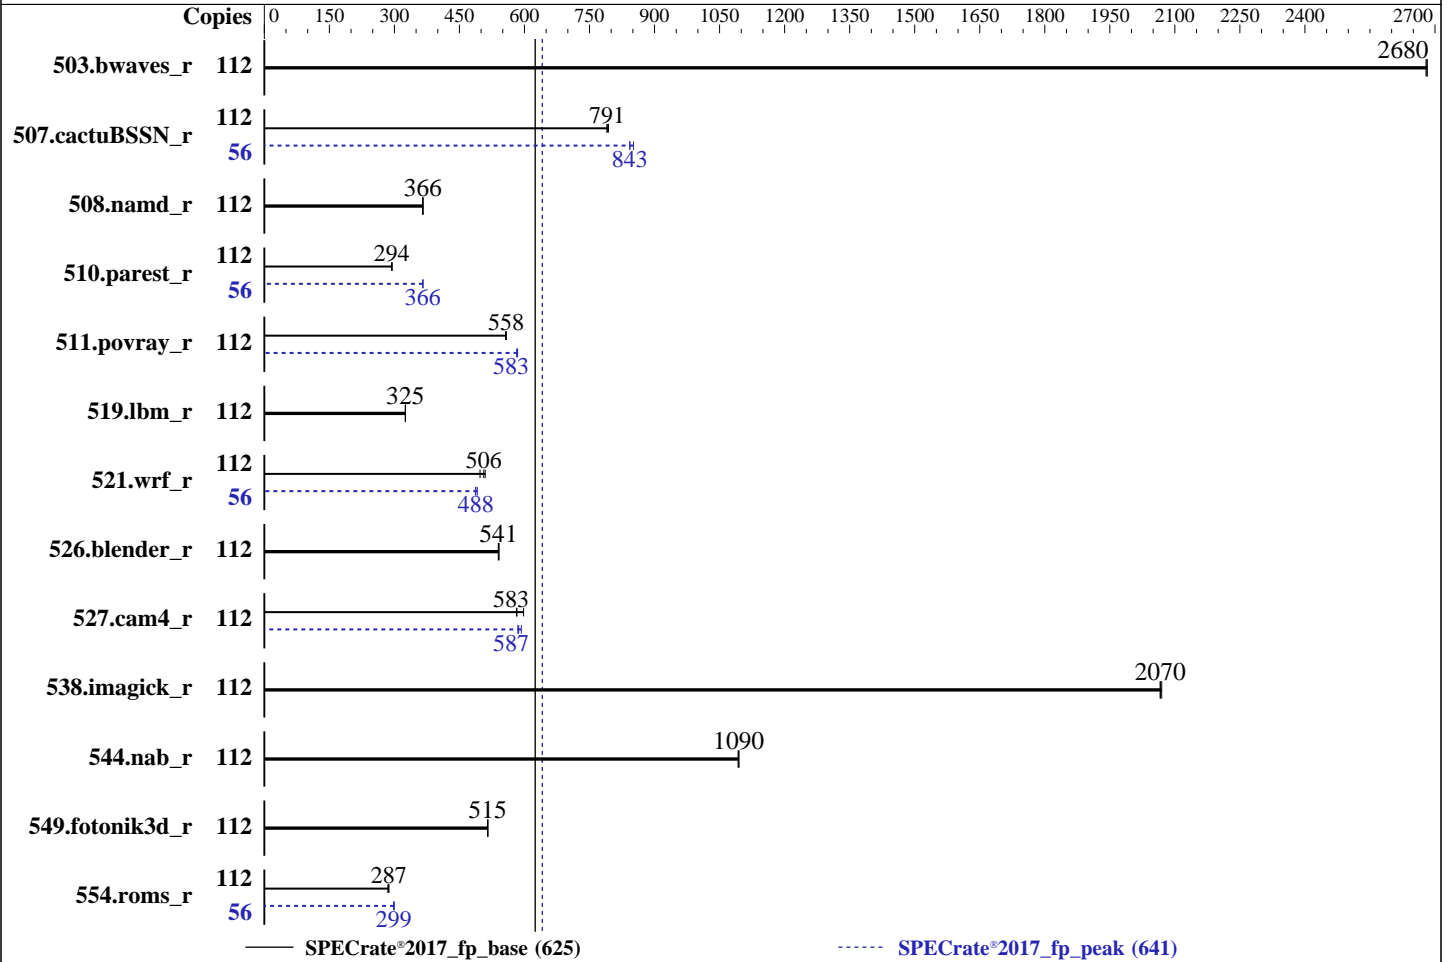 Copies 0 150 300 450 600 750 900 1050 1200 1350 1500 1650 1800 1950 2100 2250 2400 2700
503.bwaves_r 112 2680
507.cactuBSSN_r 112 791
56 843
508.namd_r 112 366
510.parest_r 112 294
56 366
511.povray_r 112 558
583
519.lbm_r 112 325
521.wrf_r 112 506
56 488
526.blender_r 112 541
527.cam4_r 112 583
587
538.imagick_r 112 2070
544.nab_r 112 1090
549.fotonik3d_r 112 515
554.roms_r 112 287
56 299
SPECrate®2017_fp_base (625) SPECrate®2017_fp_peak (641)